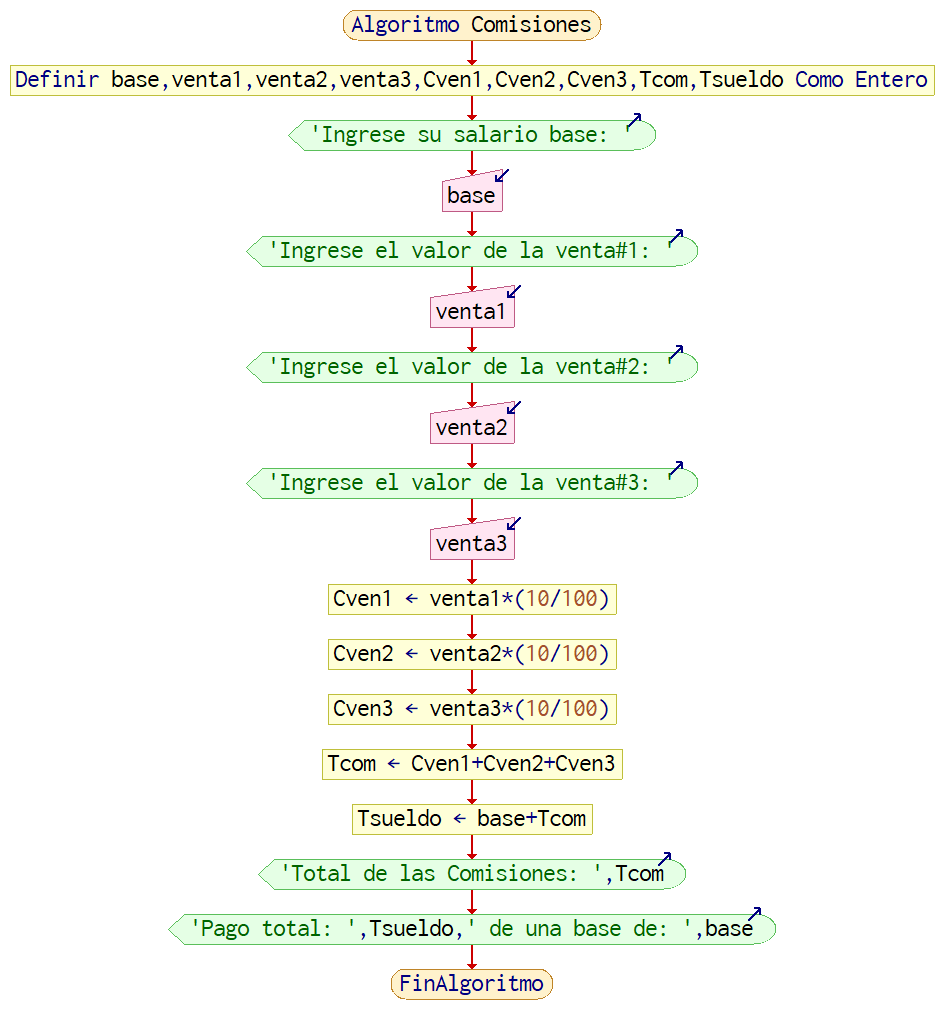 Algoritmo Comisiones
Definir base,venta1,venta2,venta3,Cven1,Cven2,Cven3,Tcom,Tsueldo Como Entero
'Ingrese su salario base: '
base
'Ingrese el valor de la venta#1: '
venta1
'Ingrese el valor de la venta#2: '
venta2
'Ingrese el valor de la venta#3: '
venta3
Cven1 ← venta1*(10/100)
Cven2 ← venta2*(10/100)
Cven3 ← venta3*(10/100)
Tcom ← Cven1+Cven2+Cven3
Tsueldo ← base+Tcom
'Total de las Comisiones: ',Tcom
'Pago total: ',Tsueldo,' de una base de: ',base
FinAlgoritmo